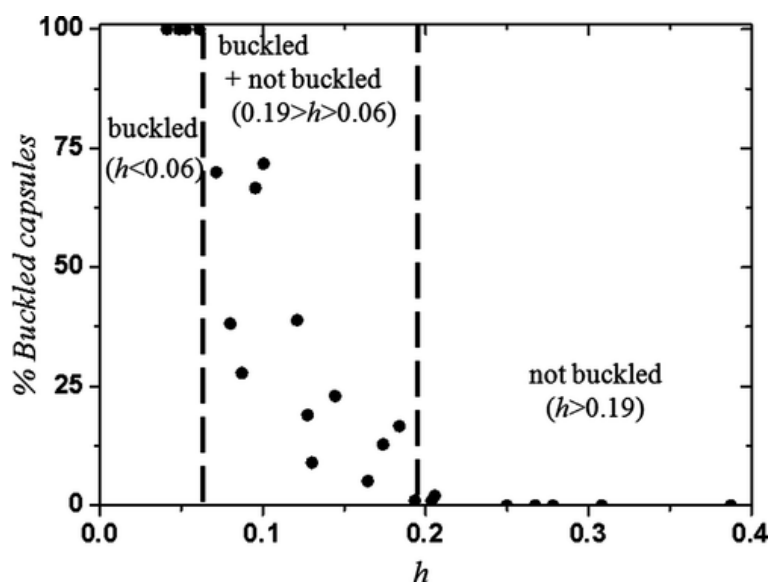 100
75
50
25
0
% Buckled capsules
buckled
(h<0.06)
buckled
+ not buckled
(0.19>h>0.06)
not buckled
(h>0.19)
0.0
0.1
0.2
0.3
0.4
h